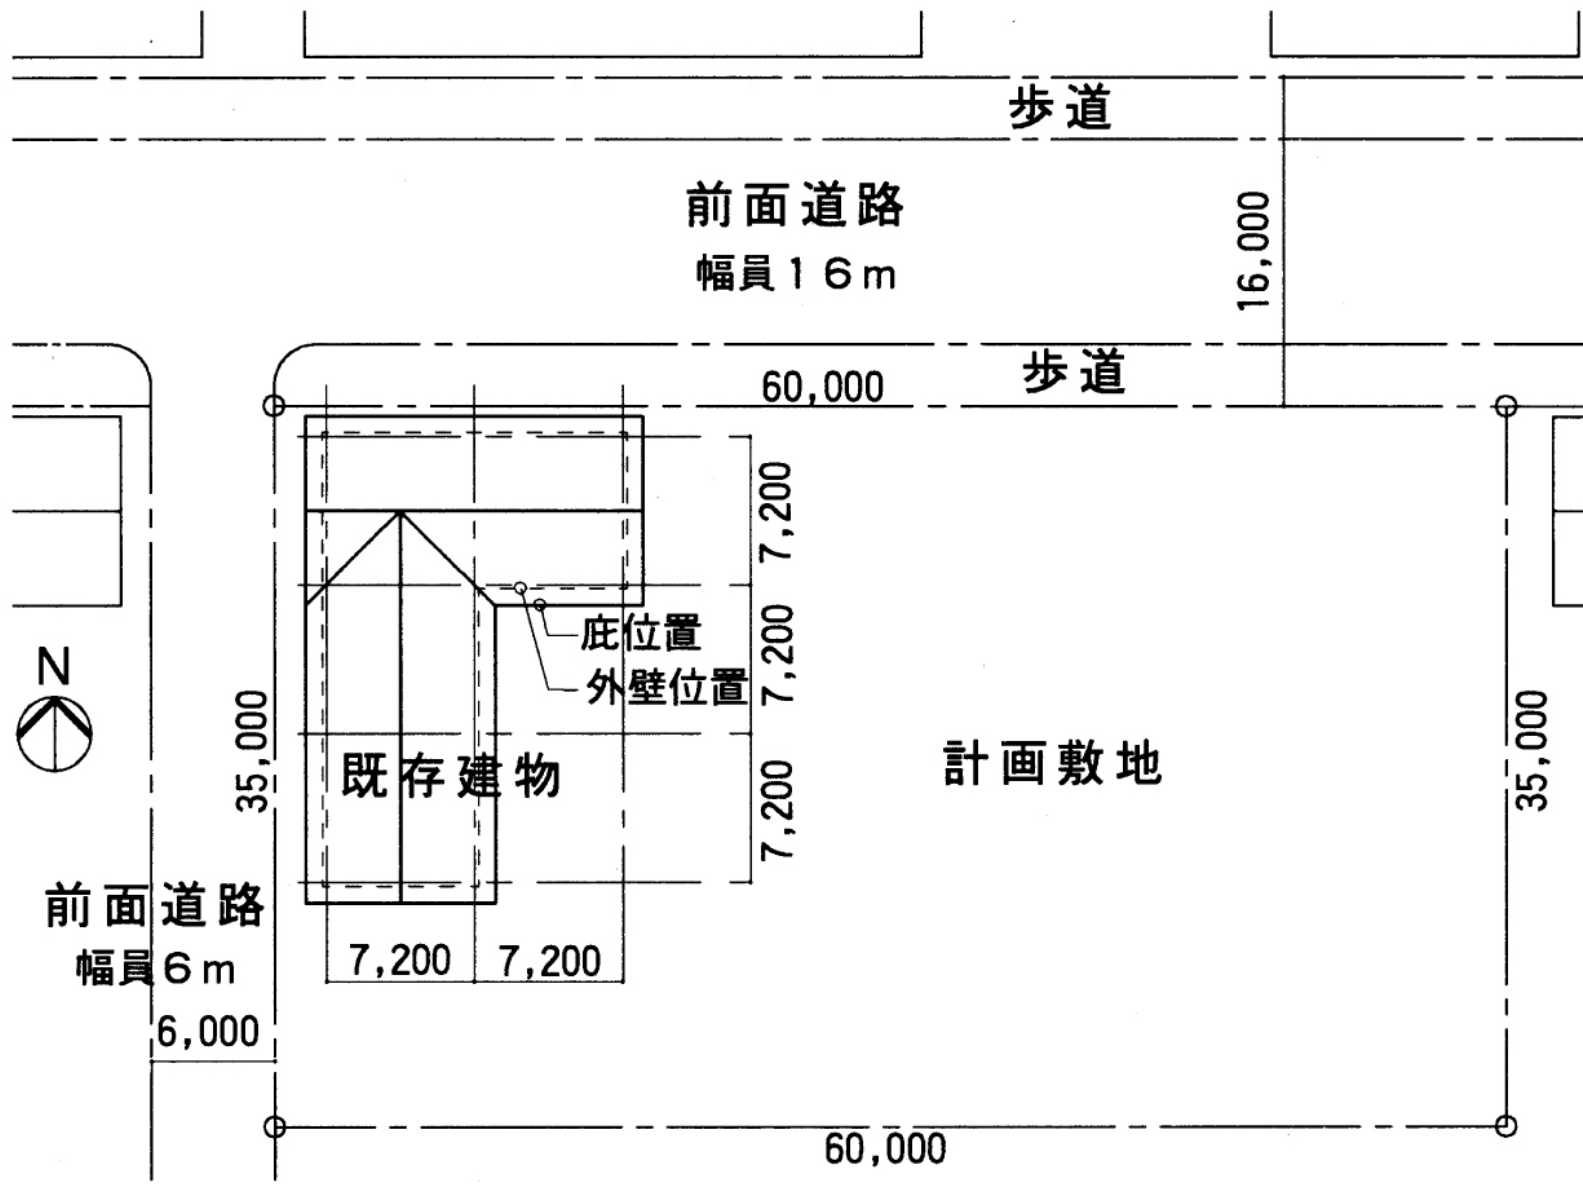 歩道
前面道路
幅員16m
16,000
歩道
60,000
7,200
庇位置
7,200
外壁位置
N
35,000
既存建物
計画敷地
35,000
7,200
前面道路
幅員6m
7,200
7,200
6,000
60,000